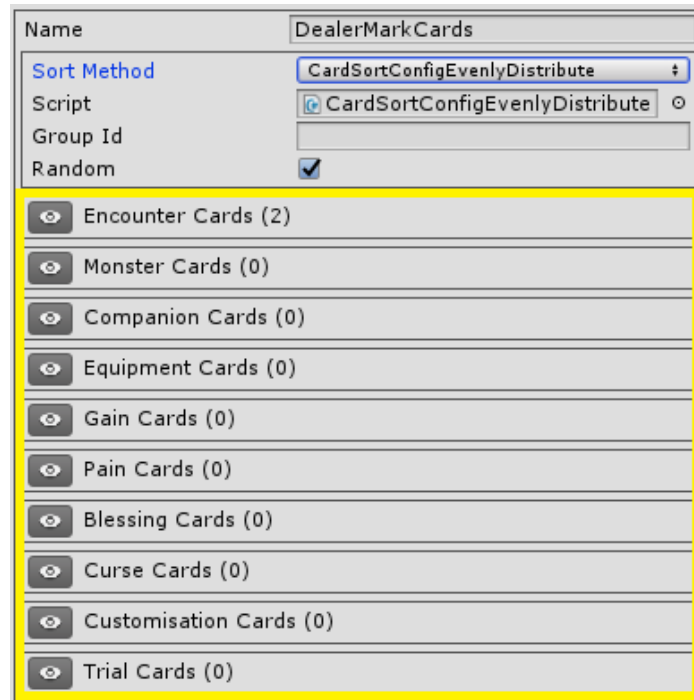 Name DealerMarkCards
Sort Method CardSortConfigEvenlyDistribute
Script CardSortConfigEvenlyDistribute
Group Id
Random
Encounter Cards (2)
Monster Cards (0)
Companion Cards (0)
Equipment Cards (0)
Gain Cards (0)
Pain Cards (0)
Blessing Cards (0)
Curse Cards (0)
Customisation Cards (0)
Trial Cards (0)